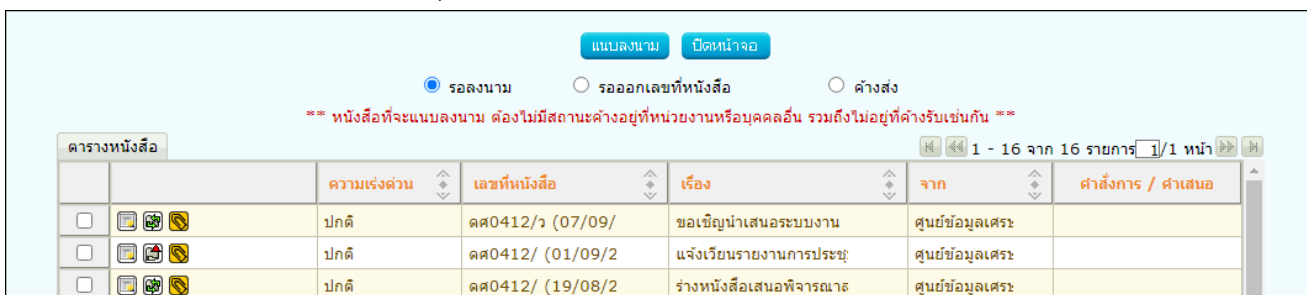 แนบลงนาม ปิดหน้าจอ
รอลงนาม รอออกเลขที่หนังสือ ค้างส่ง
** หนังสือที่จะแนบลงนาม ต้องไม่มีสถานะค้างอยู่ที่หน่วยงานหรือบุคคลอื่น รวมถึงไม่อยู่ที่ค้างรับเช่นกัน **
ตารางหนังสือ 1 - 16 จาก 16 รายการ 1/1 หน้า
ความเร่งด่วน เลขที่หนังสือ เรื่อง จาก คำสั่งการ / คำเสนอ
ปกติ ดศ0412/ว (07/09/ ขอเชิญนำเสนอระบบงาน ศูนย์ข้อมูลเศรษ
ปกติ ดศ0412/ (01/09/2 แจ้งเวียนรายงานการประชุ ศูนย์ข้อมูลเศรษ
ปกติ ดศ0412/ (19/08/2 ร่างหนังสือเสนอพิจารณาล ศูนย์ข้อมูลเศรษ